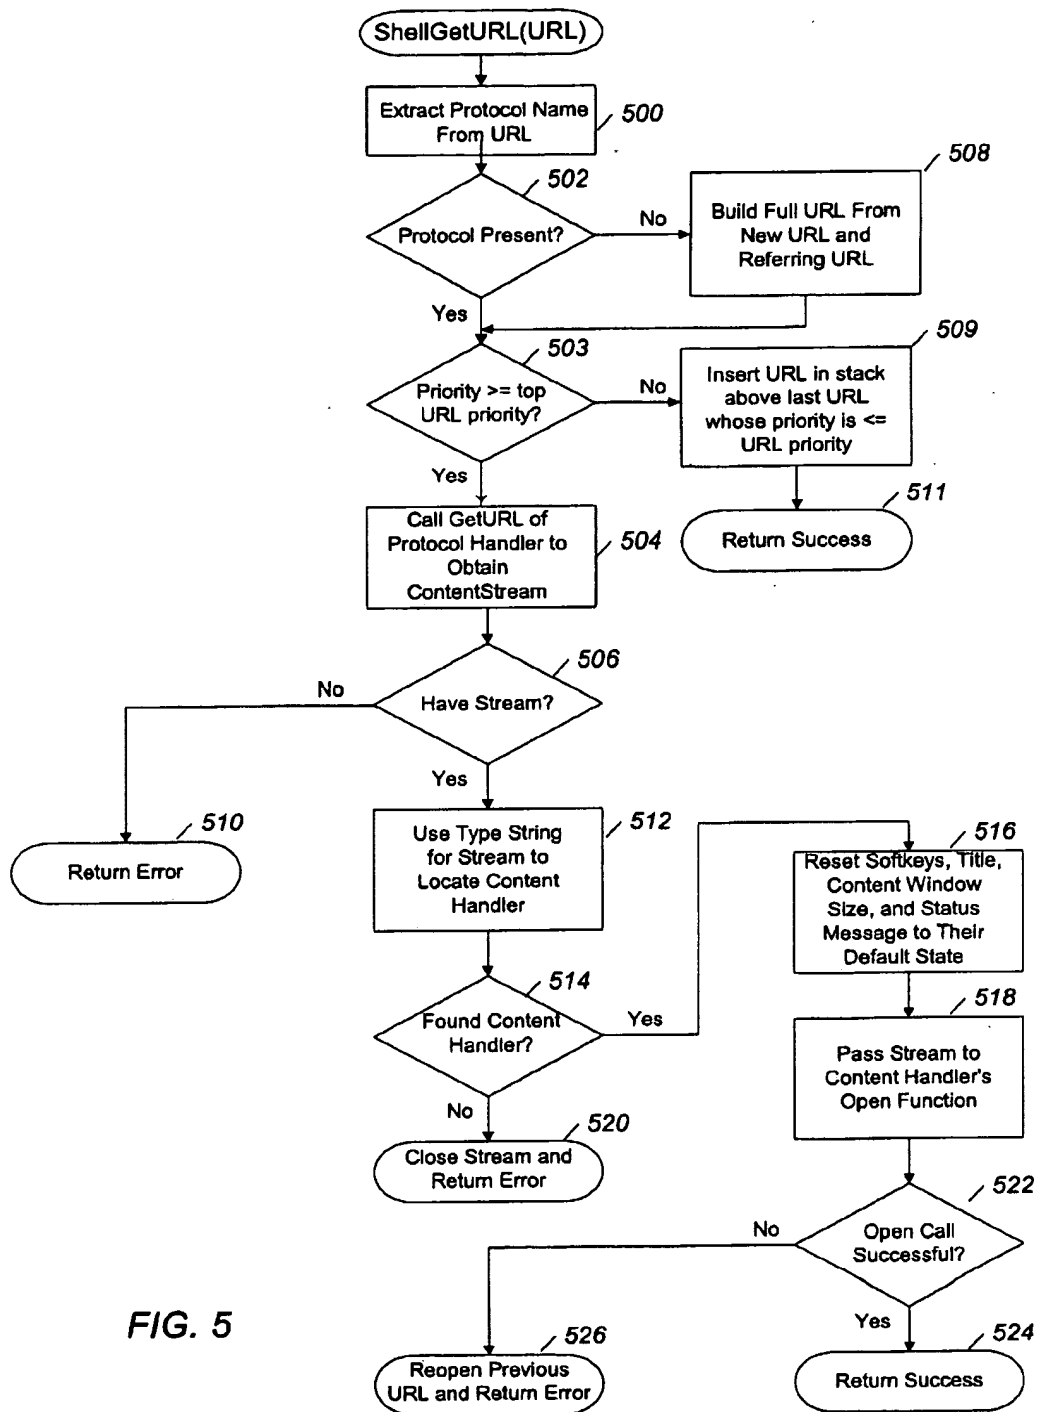 ShellGetURL(URL)
Extract Protocol Name
From URL
500
502
Protocol Present?
No
508
Build Full URL From
New URL and
Referring URL
Yes
503
Priority >= top
URL priority?
No
509
Insert URL in stack
above last URL
whose priority is <=
URL priority
Yes
511
Return Success
Call GetURL of
Protocol Handler to
Obtain
ContentStream
504
506
Have Stream?
No
Yes
510
Return Error
Use Type String
for Stream to
Locate Content
Handler
512
514
Found Content
Handler?
Yes
516
Reset Softkeys, Title,
Content Window
Size, and Status
Message to Their
Default State
518
Pass Stream to
Content Handler's
Open Function
No
520
Close Stream and
Return Error
522
Open Call
Successful?
No
Yes
524
Return Success
526
Reopen Previous
URL and Return Error
FIG. 5